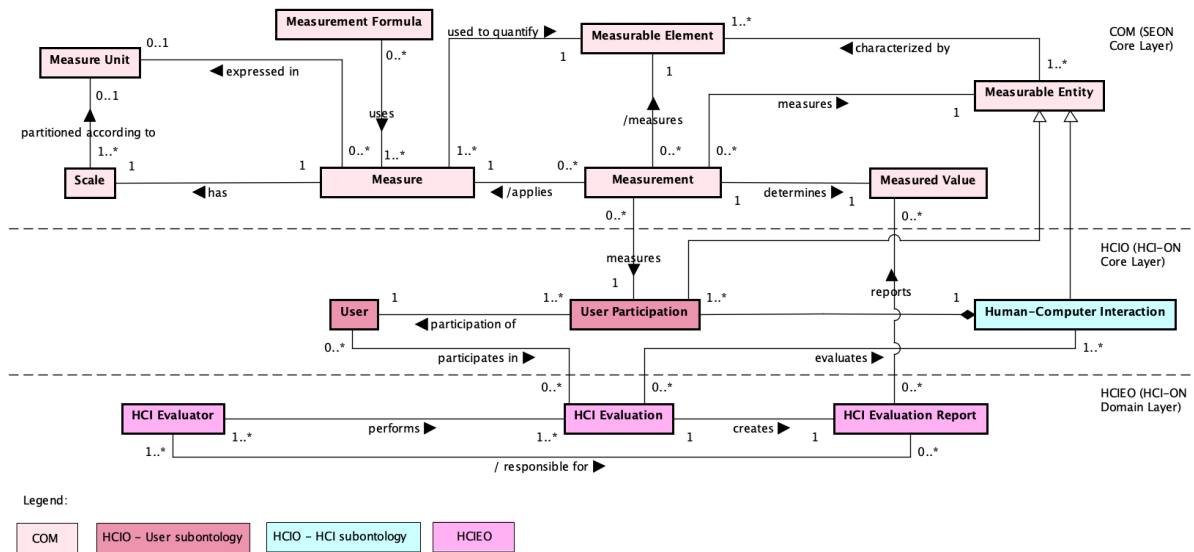 Measurement Formula
used to quantify ▶
Measurable Element
1..*
COM (SEON
Core Layer)
0..1
0..*
1
1
◀ characterized by
1..*
Measure Unit
◀ expressed in
Measurable Entity
0..1
uses
measures ▶
1
partitioned according to
/measures
1..*
1
1
0..*
1..*
1..*
1
0..*
0..*
0..*
Scale
Measure
Measurement
Measured Value
◀ has
◀ /applies
1
determines ▶
1
0..*
0..*
HCIO (HCI-ON
Core Layer)
measures
1
reports
1
1..*
1..*
1
User
User Participation
Human-Computer Interaction
◀ participation of
0..*
participates in ▶
evaluates ▶
1..*
0..*
0..*
0..*
HCIEO (HCI-ON
Domain Layer)
HCI Evaluator
HCI Evaluation
HCI Evaluation Report
1..*
performs ▶
1..*
1
creates ▶
1
1..*
0..*
/ responsible for ▶
Legend:
COM
HCIO - User subontology
HCIO - HCI subontology
HCIEO